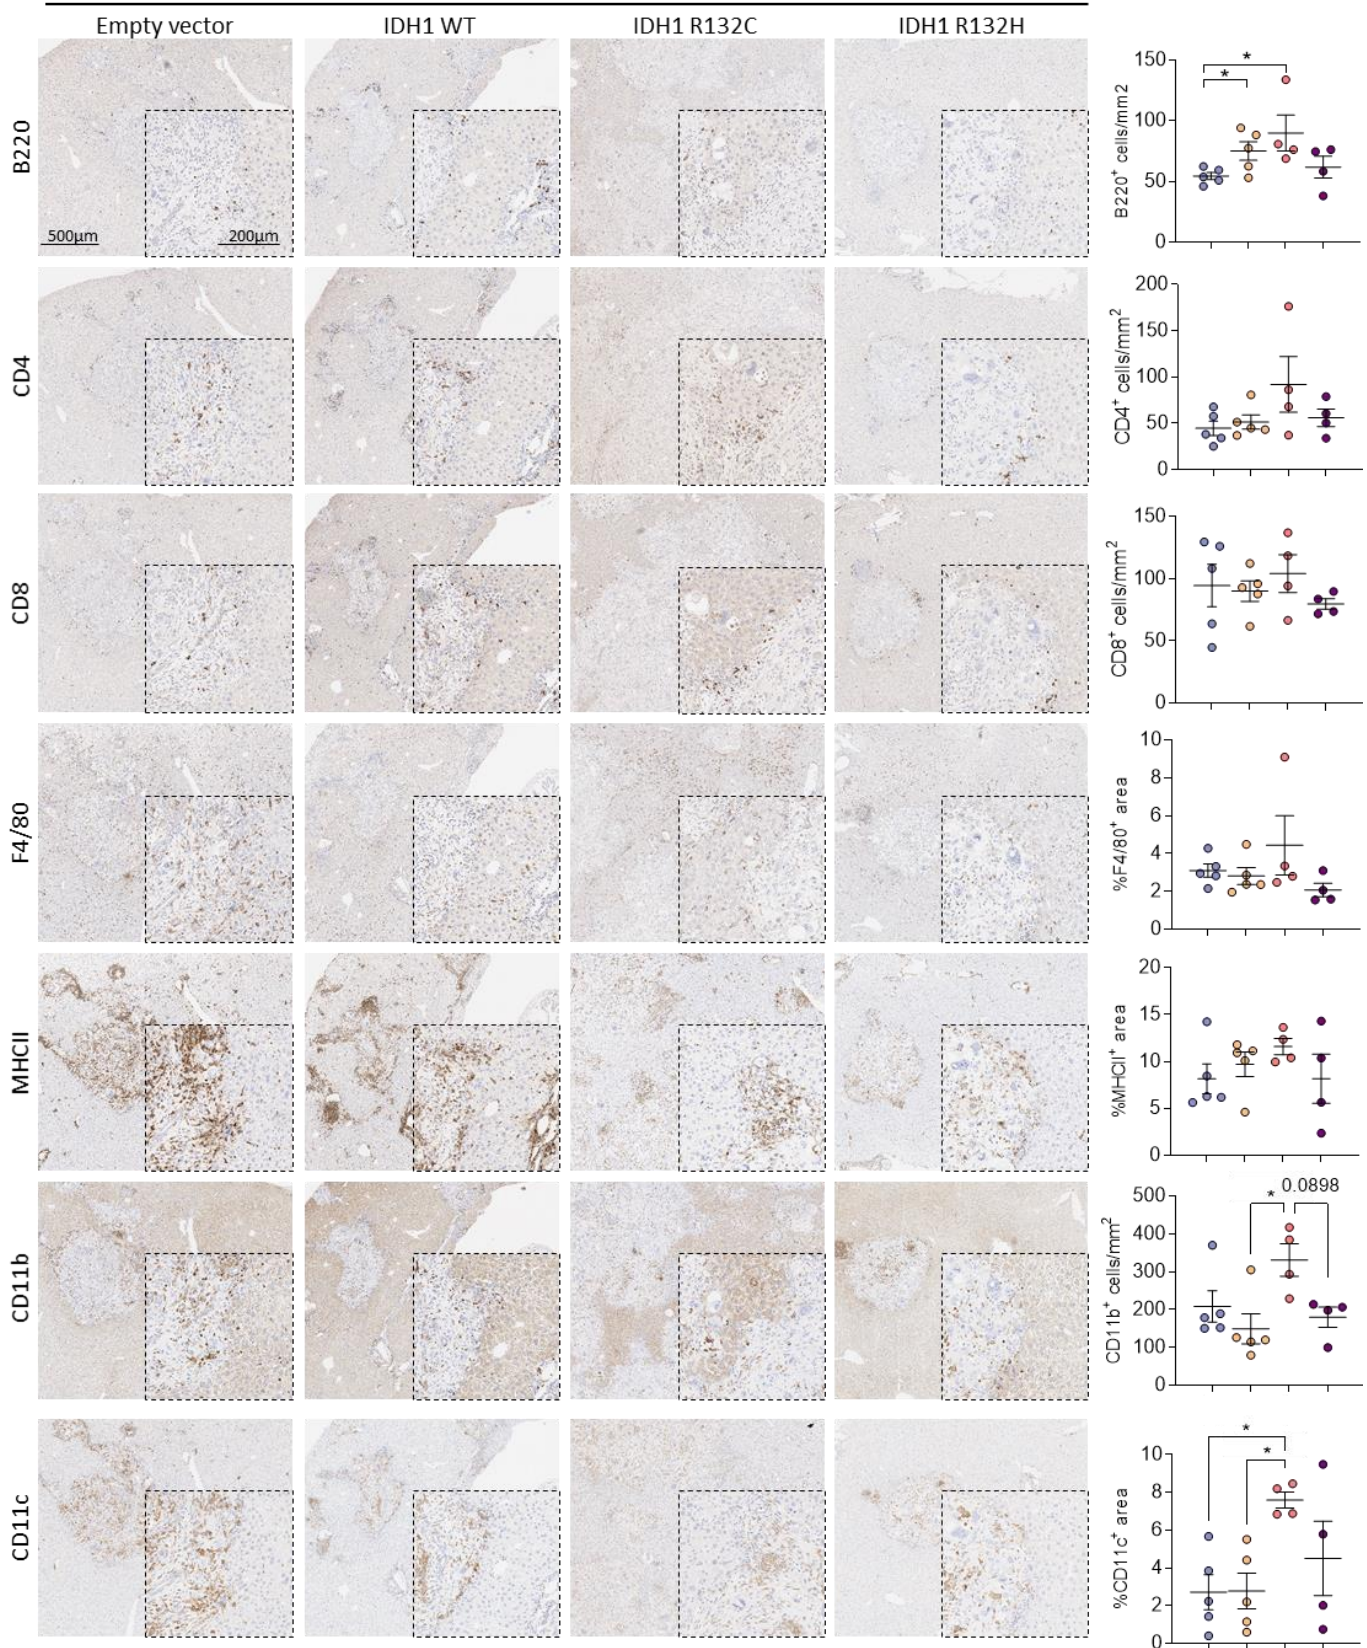 Empty vector IDH1 WT IDH1 R132C IDH1 R132H
B220
500µm 200µm
150
100
50
0
B220⁺ cells/mm2
* *
CD4
200
150
100
50
0
CD4⁺ cells/mm²
CD8
150
100
50
0
CD8⁺ cells/mm²
F4/80
10
8
6
4
2
0
%F4/80⁺ area
MHCII
20
15
10
5
0
%MHCII⁺ area
CD11b
500
400
300
200
100
0
CD11b⁺ cells/mm²
* 0.0898
CD11c
10
8
6
4
2
0
%CD11c⁺ area
*
*